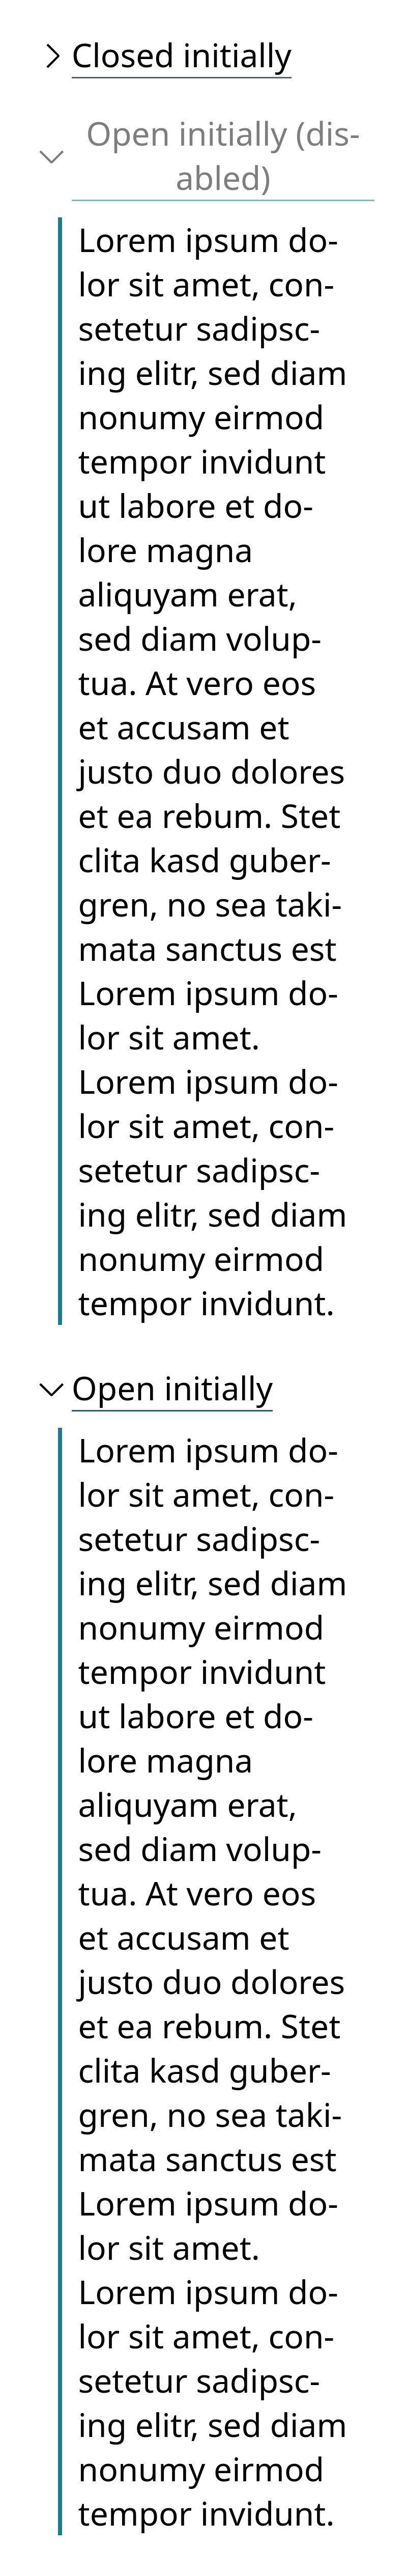 Closed initially
Open initially (dis-
abled)
Lorem ipsum do-
lor sit amet, con-
setetur sadipsc-
ing elitr, sed diam
nonumy eirmod
tempor invidunt
ut labore et do-
lore magna
aliquyam erat,
sed diam volup-
tua. At vero eos
et accusam et
justo duo dolores
et ea rebum. Stet
clita kasd guber-
gren, no sea taki-
mata sanctus est
Lorem ipsum do-
lor sit amet.
Lorem ipsum do-
lor sit amet, con-
setetur sadipsc-
ing elitr, sed diam
nonumy eirmod
tempor invidunt.
Open initially
Lorem ipsum do-
lor sit amet, con-
setetur sadipsc-
ing elitr, sed diam
nonumy eirmod
tempor invidunt
ut labore et do-
lore magna
aliquyam erat,
sed diam volup-
tua. At vero eos
et accusam et
justo duo dolores
et ea rebum. Stet
clita kasd guber-
gren, no sea taki-
mata sanctus est
Lorem ipsum do-
lor sit amet.
Lorem ipsum do-
lor sit amet, con-
setetur sadipsc-
ing elitr, sed diam
nonumy eirmod
tempor invidunt.